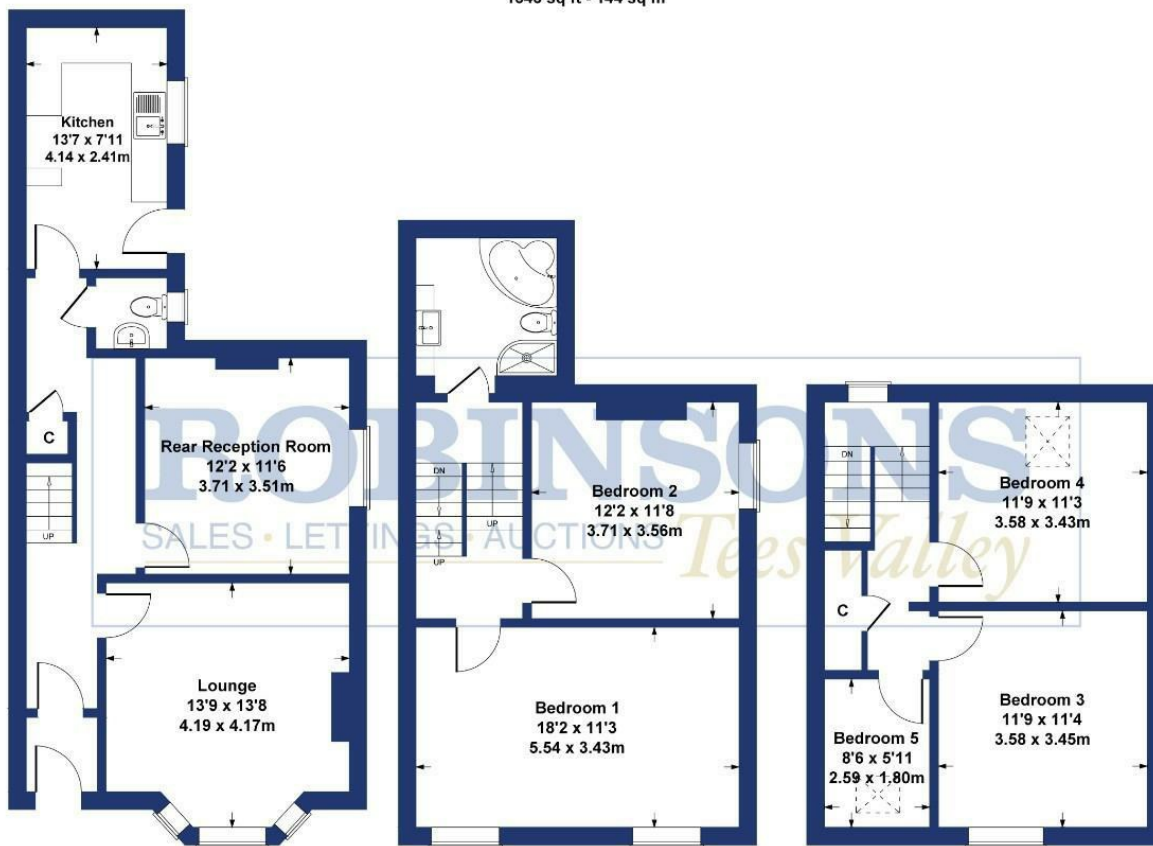 Kitchen
13'7 x 7'11
4.14 x 2.41m
C
UP
Rear Reception Room
12'2 x 11'6
3.71 x 3.51m
Lounge
13'9 x 13'8
4.19 x 4.17m
DN
UP
UP
Bedroom 2
12'2 x 11'8
3.71 x 3.56m
Bedroom 1
18'2 x 11'3
5.54 x 3.43m
DN
C
Bedroom 4
11'9 x 11'3
3.58 x 3.43m
Bedroom 3
11'9 x 11'4
3.58 x 3.45m
Bedroom 5
8'6 x 5'11
2.59 x 1.80m
ROBINSONS
SALES · LETTINGS · AUCTIONS
Tees Valley